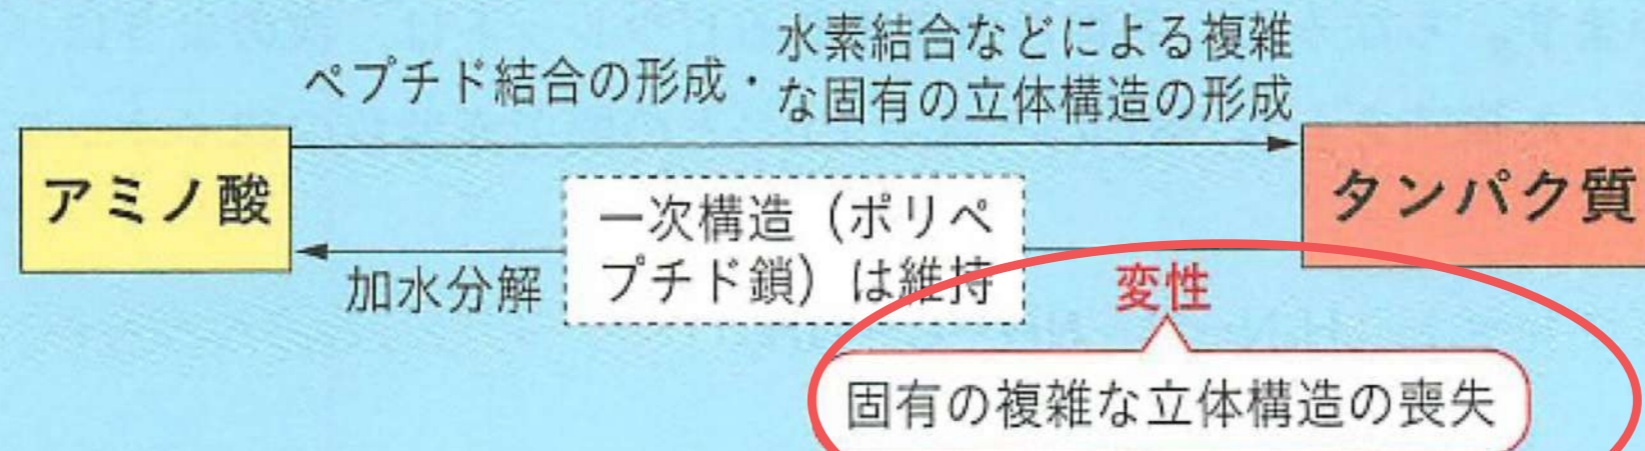 ペプチド結合の形成・
水素結合などによる複雑
な固有の立体構造の形成
アミノ酸
タンパク質
一次構造（ポリペ
プチド鎖）は維持
加水分解
変性
固有の複雑な立体構造の喪失